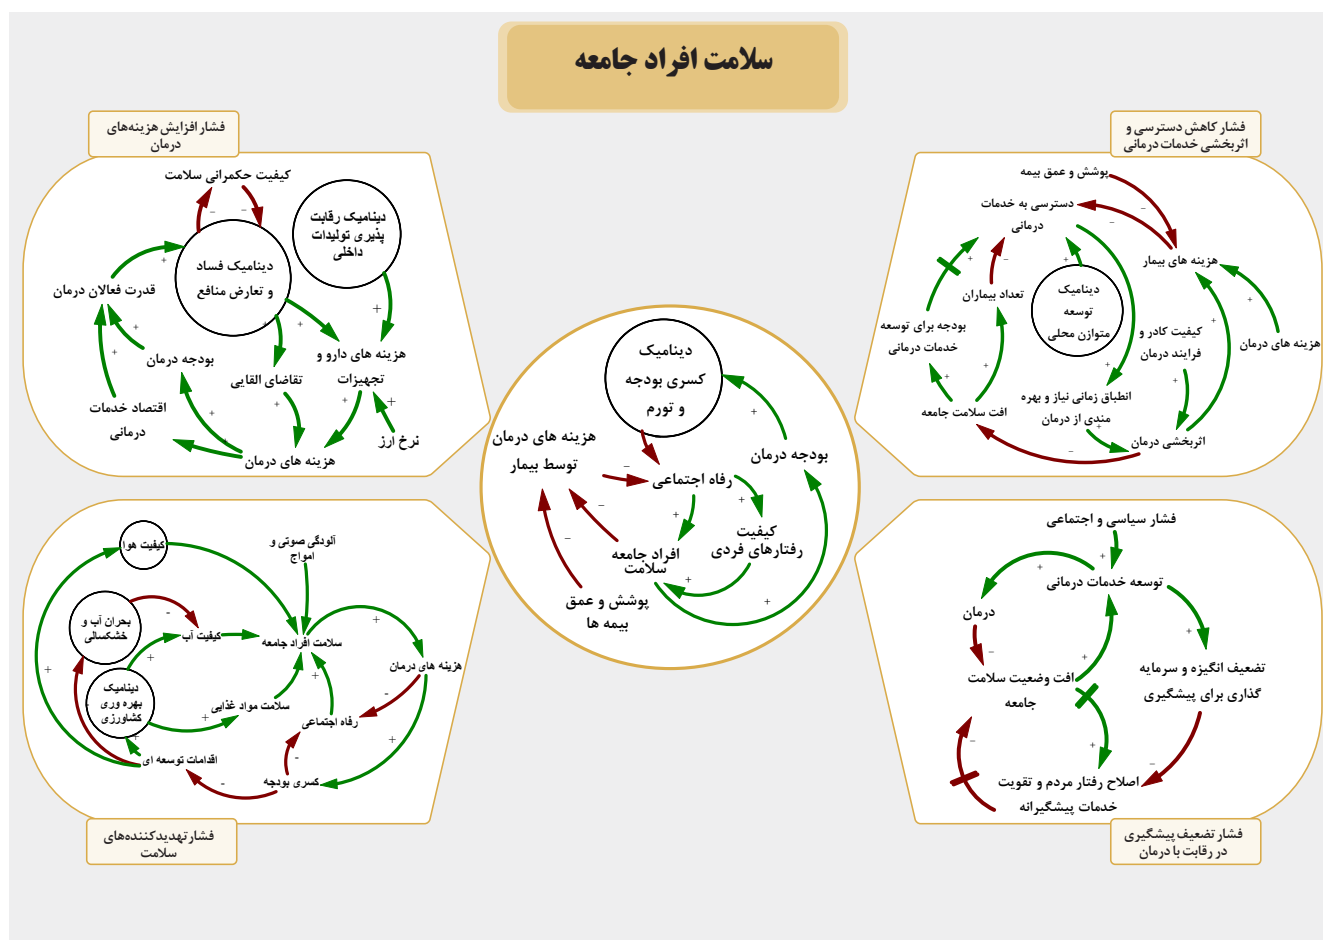 سلامت افراد جامعه
فشار کاهش دسترسی و
اثربخشی خدمات درمانی
پوشش و عمق بیمه
دسترسی به خدمات
درمانی
هزینه های بیمار
دینامیک
توسعه
متوازن محلی
تعداد بیماران
بودجه برای توسعه
خدمات درمانی
کیفیت کادر و
فرایند درمان
هزینه های درمان
انطباق زمانی نیاز و بهره
مندی از درمان
افت سلامت جامعه
اثربخشی درمان
فشار افزایش هزینه‌های
درمان
کیفیت حکمرانی سلامت
دینامیک رقابت
پذیری تولیدات
داخلی
دینامیک فساد
و تعارض منافع
قدرت فعالان درمان
هزینه های دارو و
تجهیزات
بودجه درمان
تقاضای القایی
اقتصاد خدمات
درمانی
نرخ ارز
هزینه های درمان
دینامیک
کسری بودجه
و تورم
هزینه های درمان
توسط بیمار
بودجه درمان
رفاه اجتماعی
کیفیت
رفتارهای فردی
افراد جامعه
سلامت
پوشش و عمق
بیمه ها
فشار سیاسی و اجتماعی
توسعه خدمات درمانی
درمان
تضعیف انگیزه و سرمایه
گذاری برای پیشگیری
افت وضعیت سلامت
جامعه
اصلاح رفتار مردم و تقویت
خدمات پیشگیرانه
فشار تضعیف پیشگیری
در رقابت با درمان
کیفیت هوا
آلودگی صوتی و
امواج
بحران آب و
خشکسالی
کیفیت آب
سلامت افراد جامعه
هزینه های درمان
دینامیک
بهره وری
کشاورزی
سلامت مواد غذایی
رفاه اجتماعی
اقدامات توسعه ای
کسری بودجه
فشار تهدیدکننده‌های
سلامت